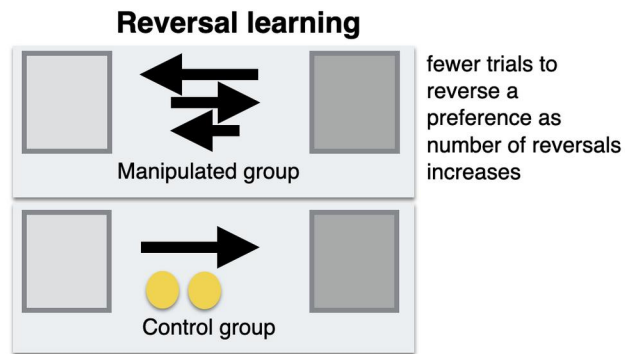 Reversal learning
fewer trials to
reverse a
preference as
number of reversals
increases
Manipulated group
Control group